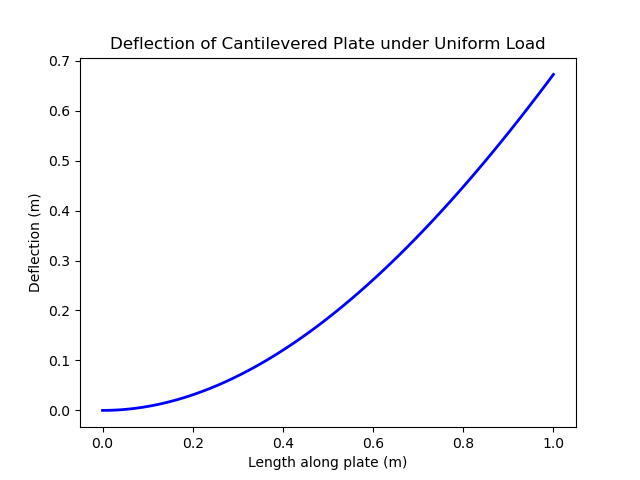 Deflection of Cantilevered Plate under Uniform Load
0.7
0.6
0.5
0.4
0.3
0.2
0.1
0.0
Deflection (m)
0.0 0.2 0.4 0.6 0.8 1.0
Length along plate (m)